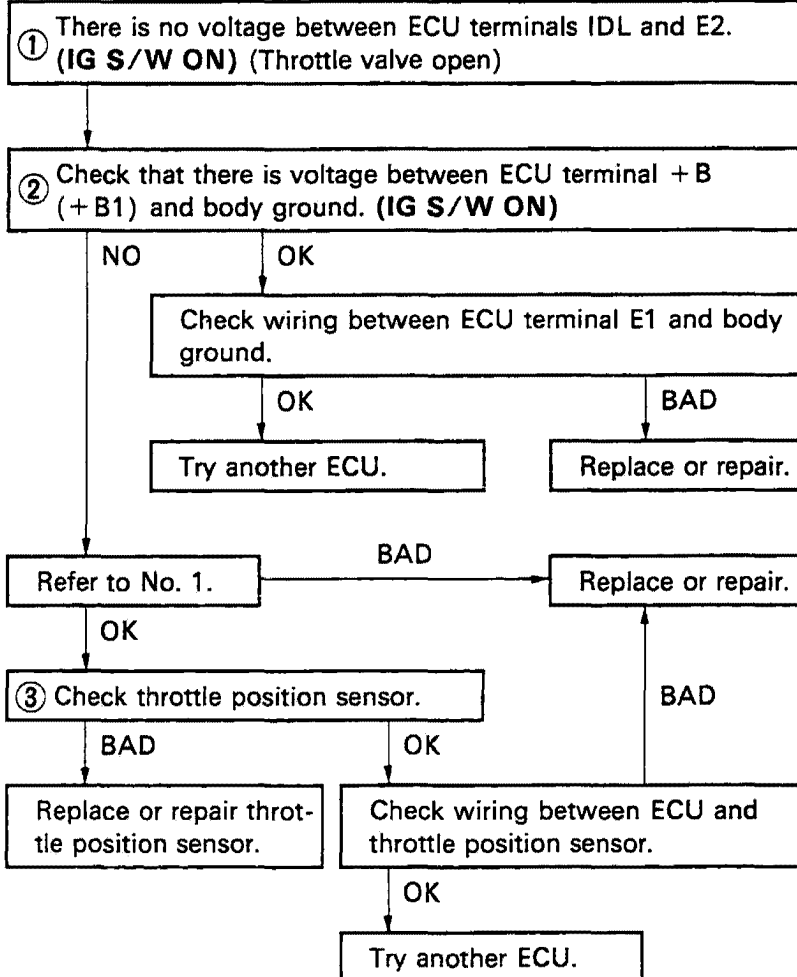 ① There is no voltage between ECU terminals IDL and E2.
(IG S/W ON) (Throttle valve open)
② Check that there is voltage between ECU terminal +B
(+B1) and body ground. (IG S/W ON)
NO
OK
Check wiring between ECU terminal E1 and body
ground.
OK
BAD
Try another ECU.
Replace or repair.
BAD
Refer to No. 1.
Replace or repair.
OK
③ Check throttle position sensor.
BAD
BAD
OK
Replace or repair throt-
tle position sensor.
Check wiring between ECU and
throttle position sensor.
OK
Try another ECU.